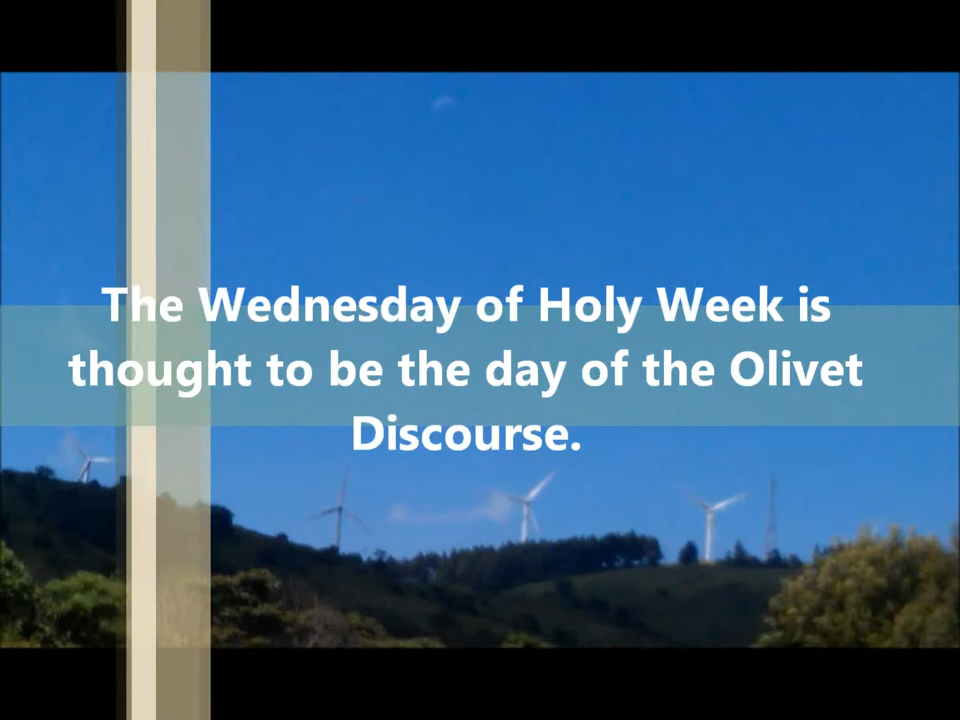 The Wednesday of Holy Week is
thought to be the day of the Olivet
Discourse.